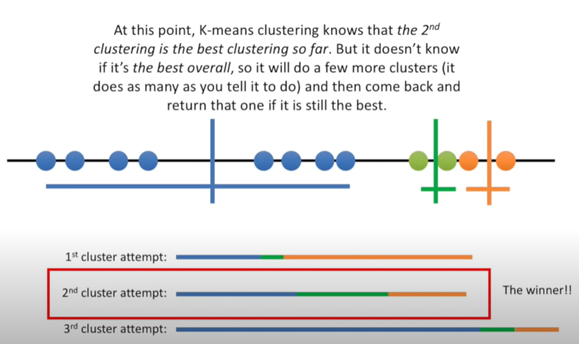 At this point, K-means clustering knows that the 2nd
clustering is the best clustering so far. But it doesn't know
if it's the best overall, so it will do a few more clusters (it
does as many as you tell it to do) and then come back and
return that one if it is still the best.
1st cluster attempt:
2nd cluster attempt:
The winner!!
3rd cluster attempt: